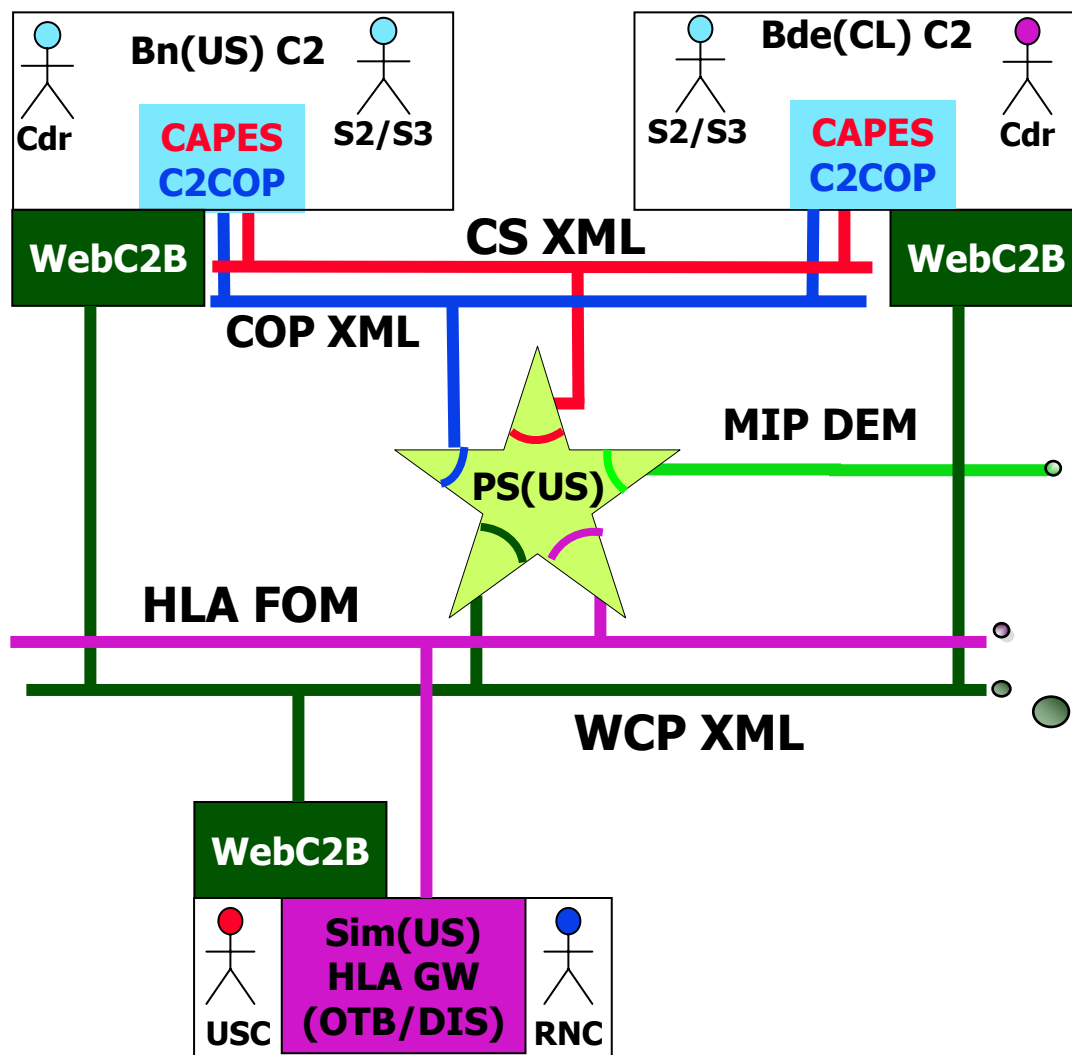 Bn(US) C2
Cdr
S2/S3
CAPES
C2COP
Bde(CL) C2
S2/S3
Cdr
CAPES
C2COP
WebC2B
CS XML
WebC2B
COP XML
MIP DEM
PS(US)
HLA FOM
WCP XML
WebC2B
Sim(US)
HLA GW
(OTB/DIS)
USC
RNC